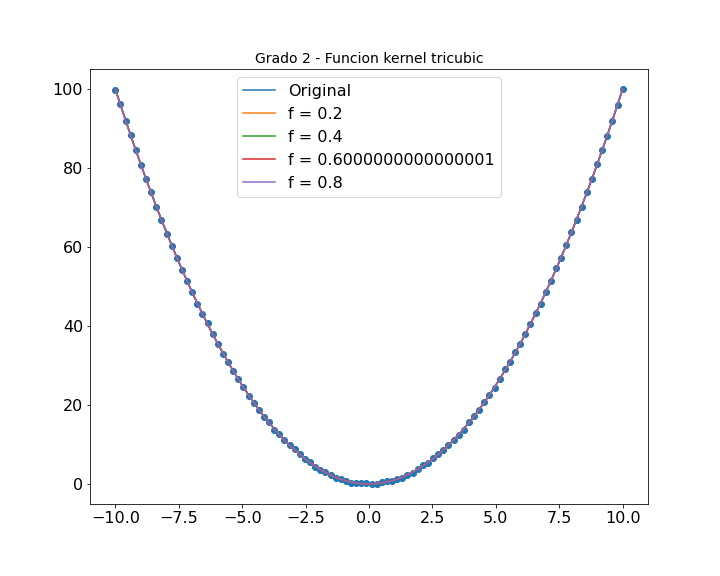 Grado 2 - Funcion kernel tricubic
Original
f = 0.2
f = 0.4
f = 0.6000000000000001
f = 0.8
100
80
60
40
20
0
−10.0 −7.5 −5.0 −2.5 0.0 2.5 5.0 7.5 10.0